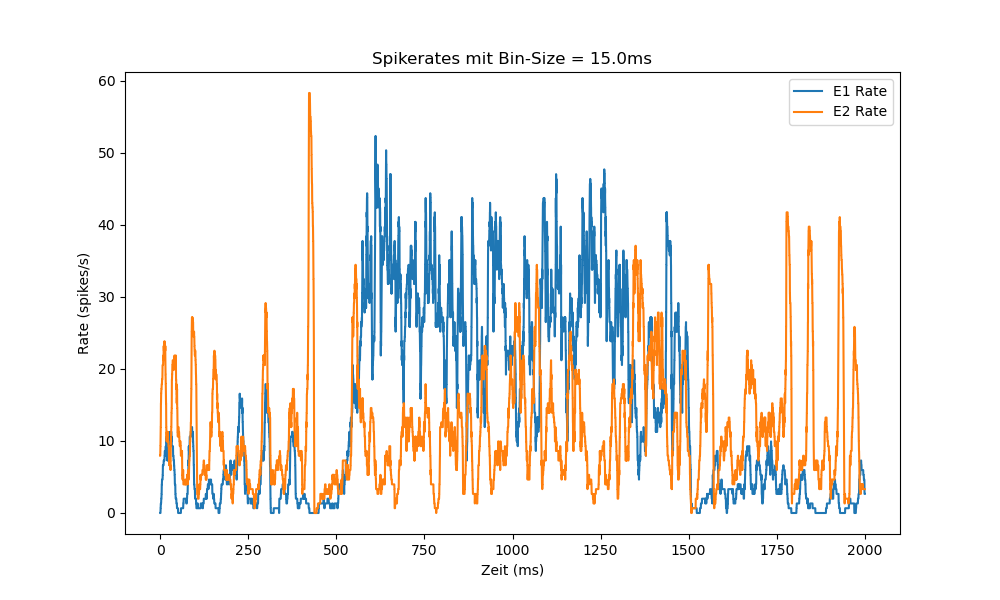 Spikerates mit Bin-Size = 15.0ms
E1 Rate
E2 Rate
60
50
40
30
20
10
0
Rate (spikes/s)
0 250 500 750 1000 1250 1500 1750 2000
Zeit (ms)